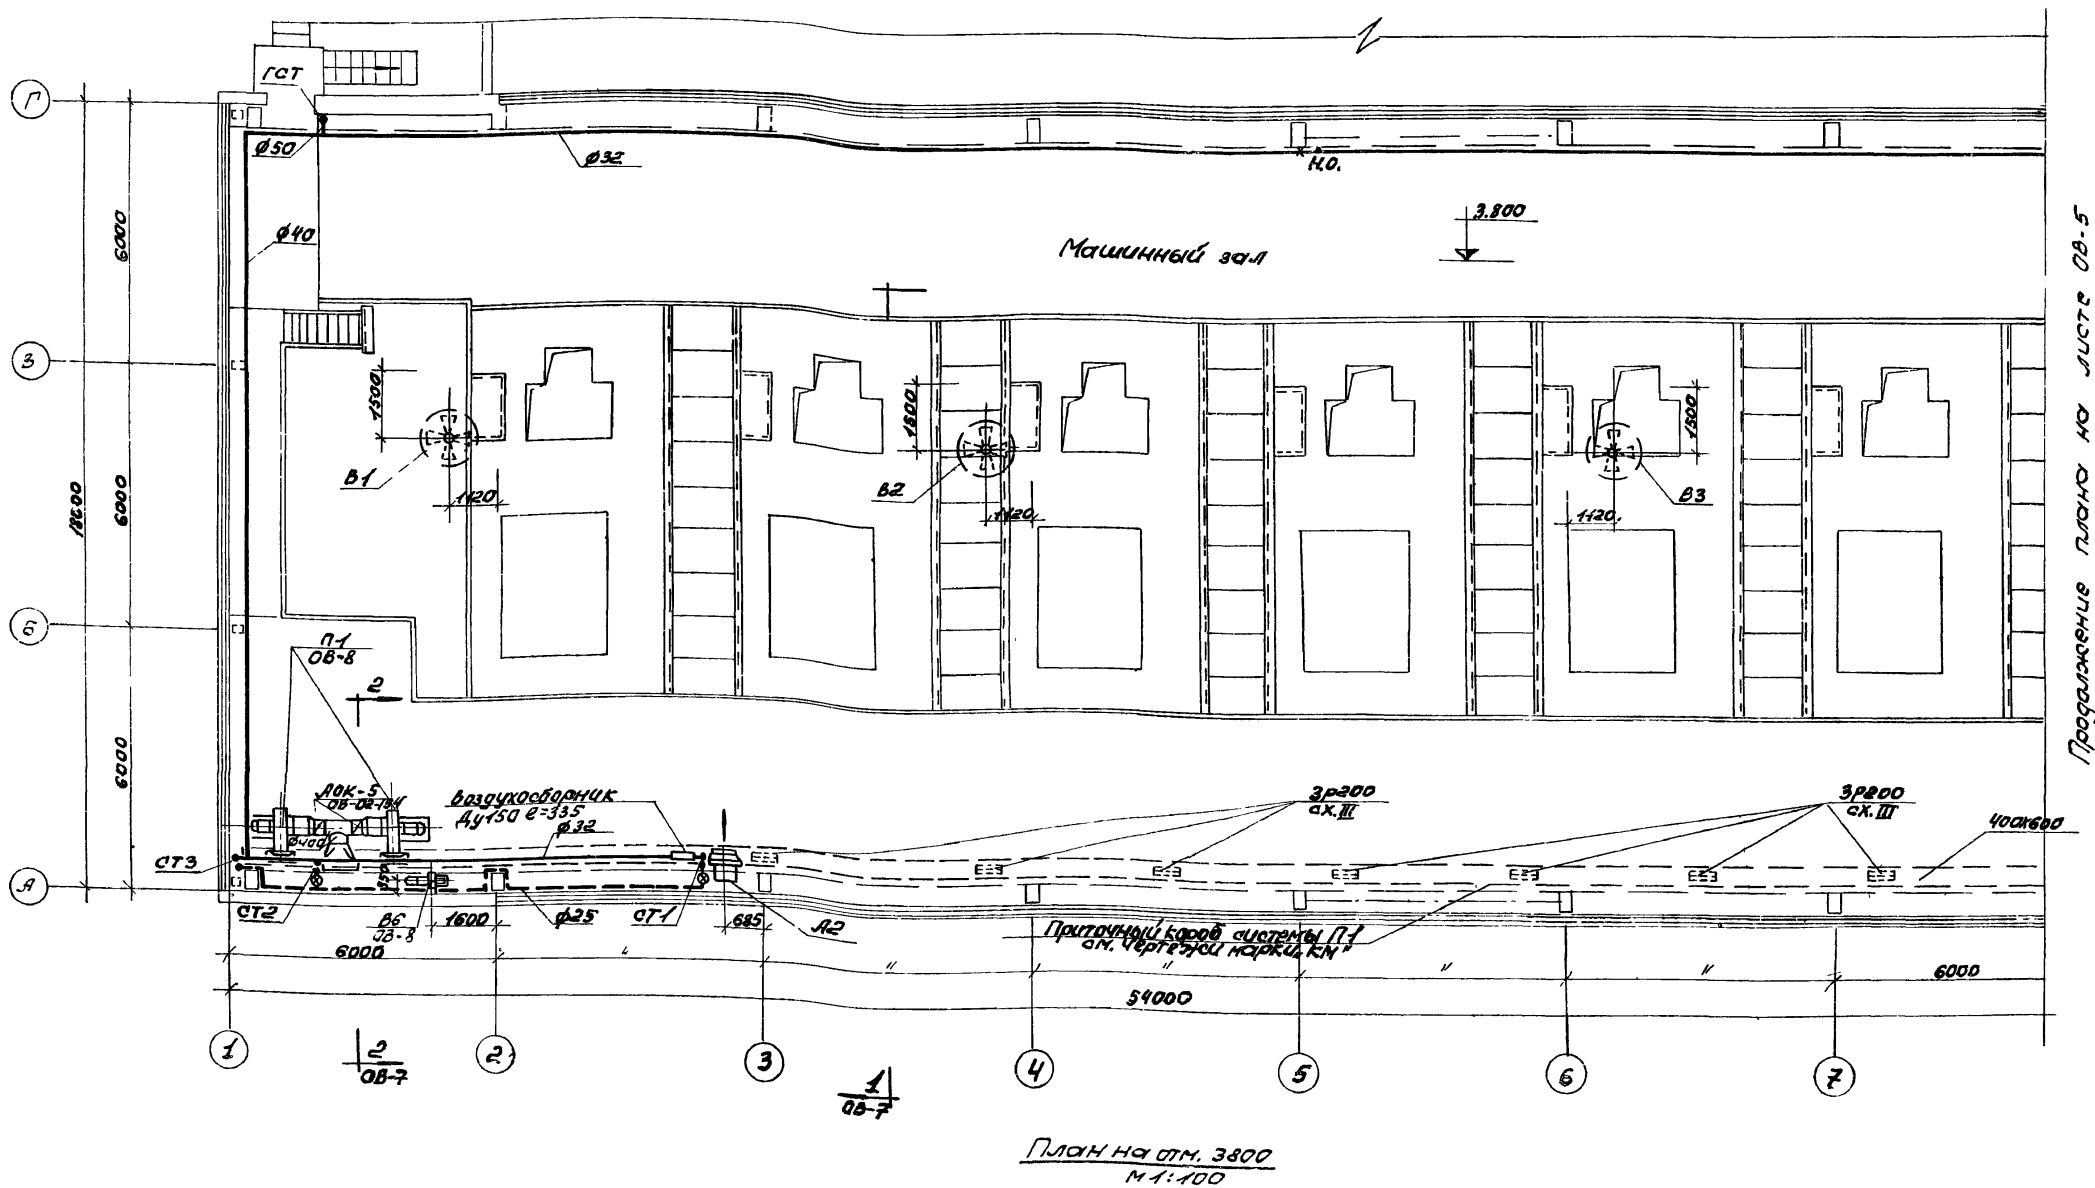 ГСТ
Г
ф50
ф32
Н.О.
6000
ф40
3.800
Машинный зал
Продолжение плана на листе ОВ-5
В
1500
1500
1500
В1
В2
В3
1120
1120
1120
18000
6000
Б
П-1
ОВ-8
2
6000
АОК-5
Воздухосборник
Ду150 е=335
ф32
ф400
3р200
сх.III
3р200
сх.III
400х600
СТ3
А
350
СТ2
В6
ОВ-8
1600
ф25
СТ1
685
А2
Приточный короб системы П-1
см. чертежи марки „КМ"
6000
"
"
"
"
"
6000
54000
1
2
3
4
5
6
7
2
ОВ-7
1
ОВ-7
План на отм. 3800
М 1:100